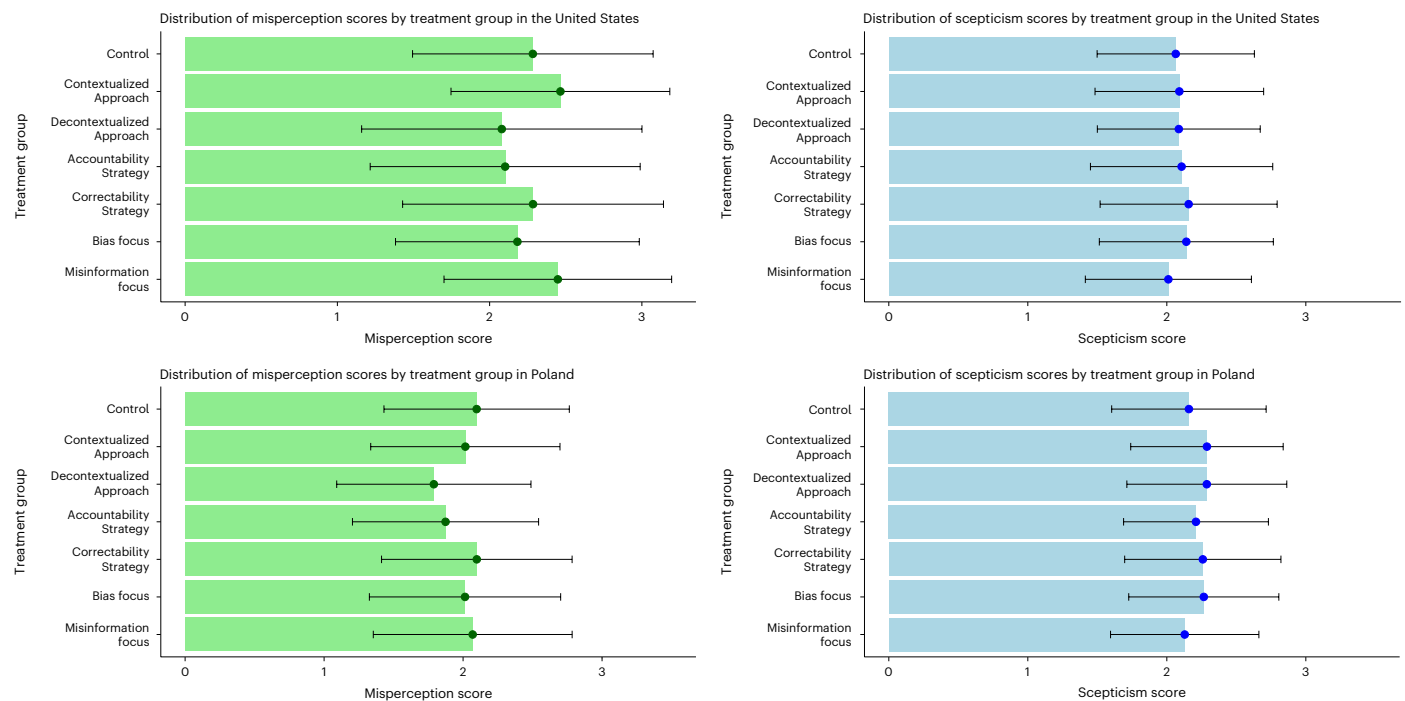 Distribution of misperception scores by treatment group in the United States
Treatment group
Control
Contextualized
Approach
Decontextualized
Approach
Accountability
Strategy
Correctability
Strategy
Bias focus
Misinformation
focus
0 1 2 3
Misperception score
Distribution of scepticism scores by treatment group in the United States
Treatment group
Control
Contextualized
Approach
Decontextualized
Approach
Accountability
Strategy
Correctability
Strategy
Bias focus
Misinformation
focus
0 1 2 3
Scepticism score
Distribution of misperception scores by treatment group in Poland
Treatment group
Control
Contextualized
Approach
Decontextualized
Approach
Accountability
Strategy
Correctability
Strategy
Bias focus
Misinformation
focus
0 1 2 3
Misperception score
Distribution of scepticism scores by treatment group in Poland
Treatment group
Control
Contextualized
Approach
Decontextualized
Approach
Accountability
Strategy
Correctability
Strategy
Bias focus
Misinformation
focus
0 1 2 3
Scepticism score